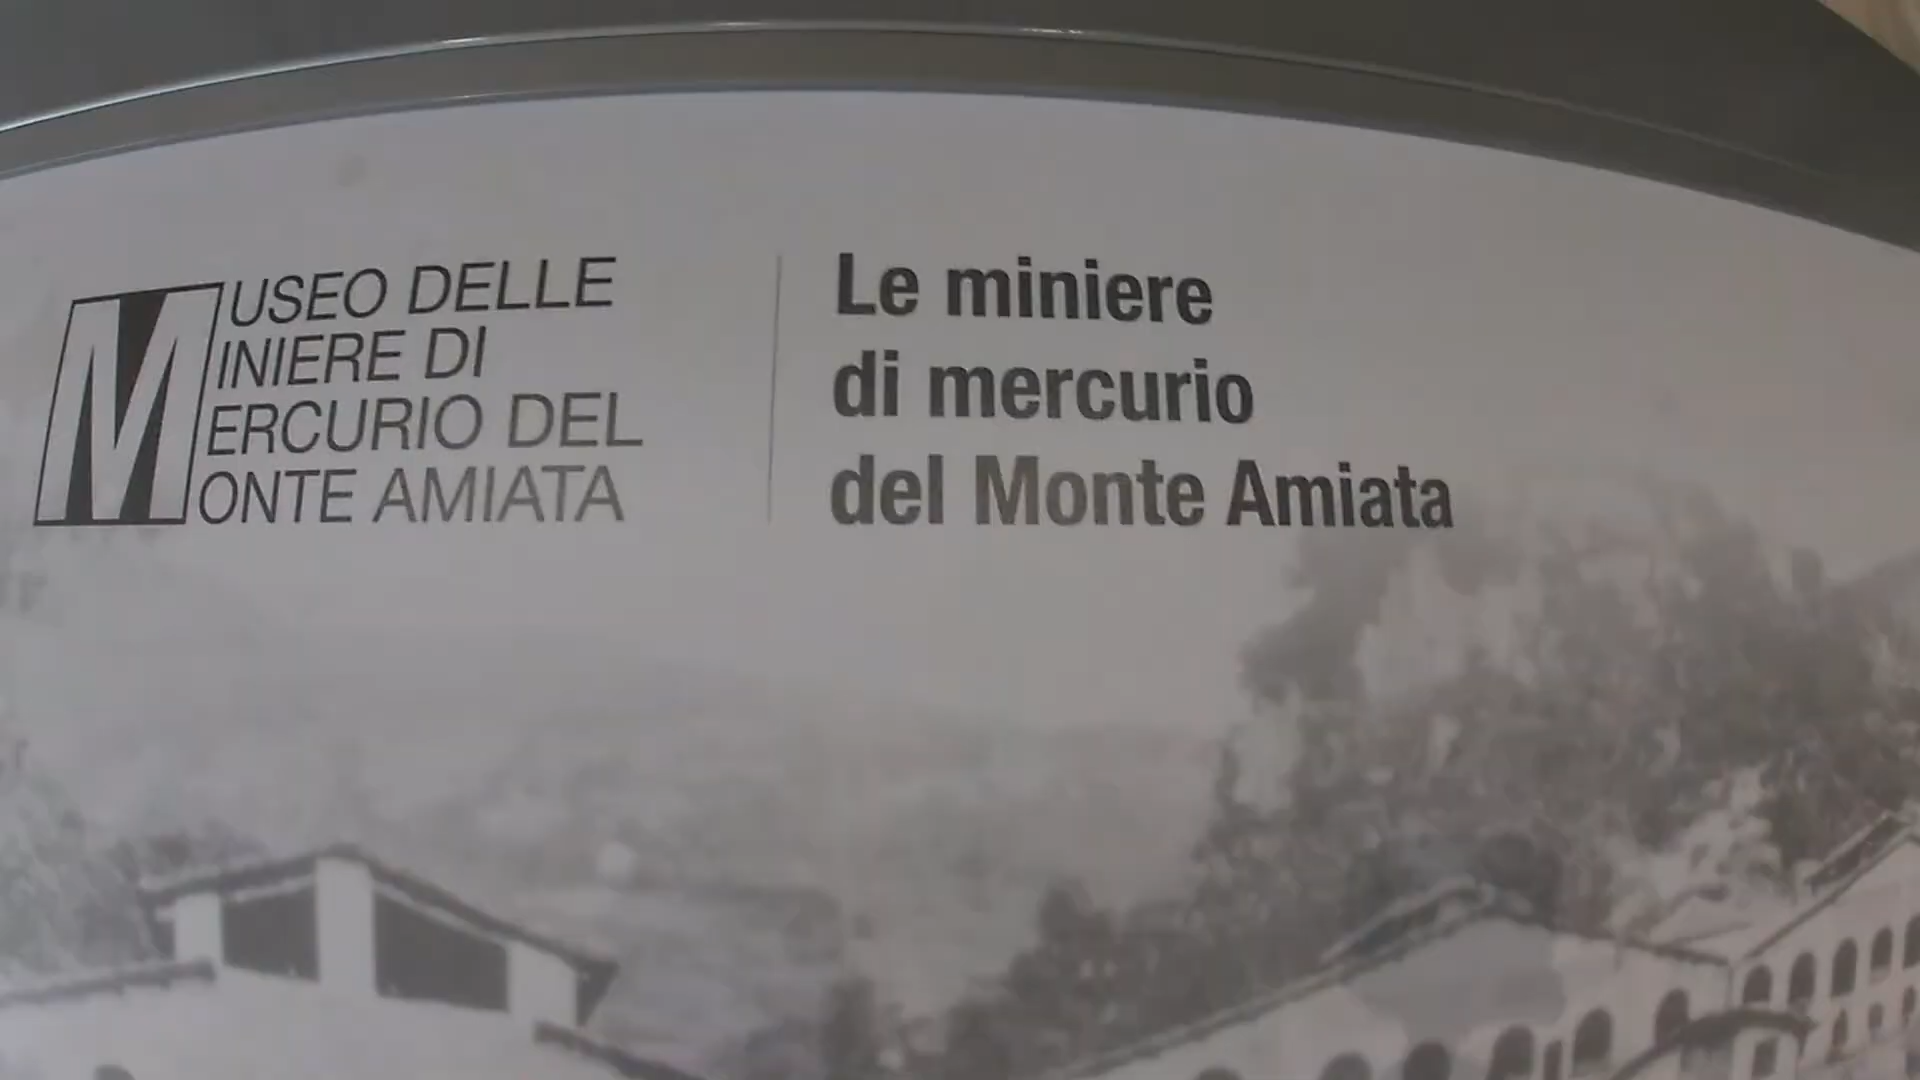 MUSEO DELLE
MINIERE DI
MERCURIO DEL
MONTE AMIATA
Le miniere
di mercurio
del Monte Amiata